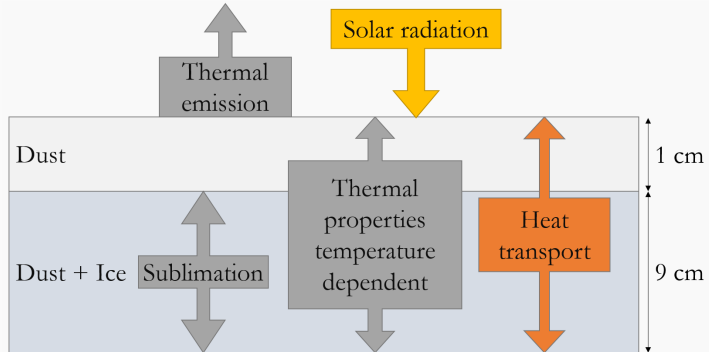 Solar radiation
Thermal
emission
Dust
1 cm
Thermal
properties
temperature
dependent
Heat
transport
Dust + Ice
Sublimation
9 cm